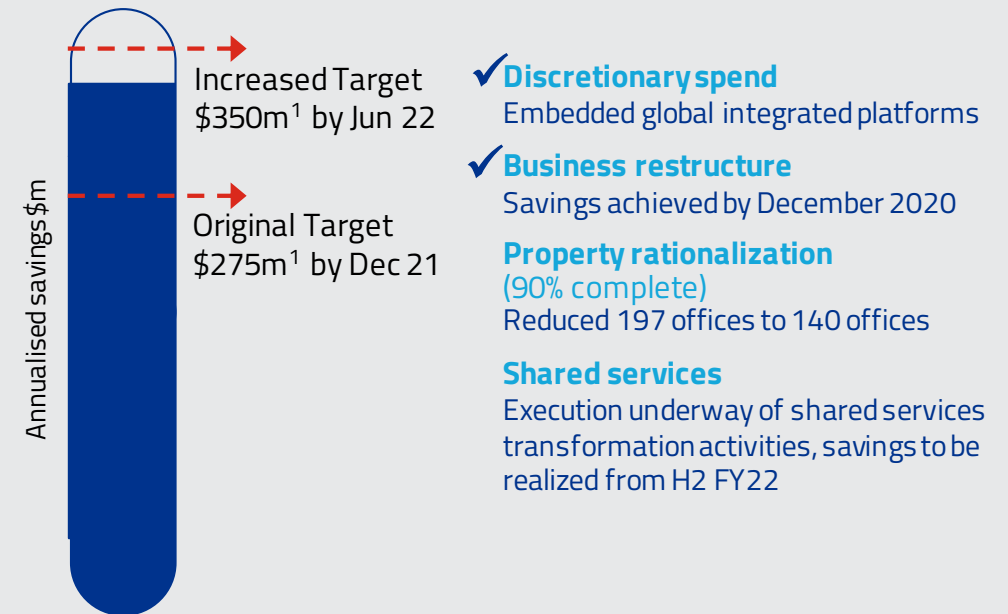 Annualised savings $m
Increased Target
$350m¹ by Jun 22
Original Target
$275m¹ by Dec 21
Discretionary spend
Embedded global integrated platforms
Business restructure
Savings achieved by December 2020
Property rationalization
(90% complete)
Reduced 197 offices to 140 offices
Shared services
Execution underway of shared services
transformation activities, savings to be
realized from H2 FY22